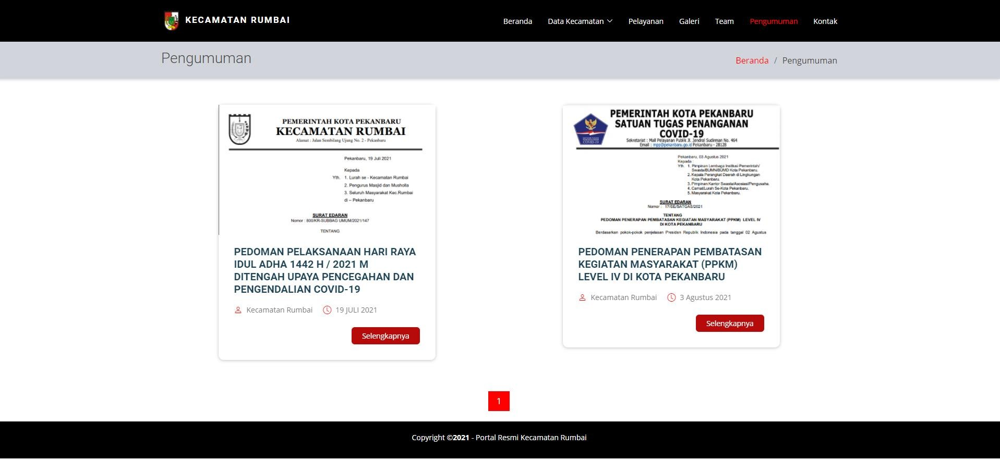 KECAMATAN RUMBAI
Beranda
Data Kecamatan
Pelayanan
Galeri
Team
Pengumuman
Kontak
Pengumuman
Beranda / Pengumuman
PEMERINTAH KOTA PEKANBARU
KECAMATAN RUMBAI
Alamat : Jalan Sembilang Ujung No. 2 - Pekanbaru
Pekanbaru, 19 Juli 2021
Kepada
Yth. 1. Lurah se - Kecamatan Rumbai
2. Pengurus Masjid dan Musholla
3. Seluruh Masyarakat Kec.Rumbai
di – Pekanbaru
SURAT EDARAN
Nomor : 800/KR-SUBBAG UMUM/2021/147
TENTANG
PEDOMAN PELAKSANAAN HARI RAYA
IDUL ADHA 1442 H / 2021 M
DITENGAH UPAYA PENCEGAHAN DAN
PENGENDALIAN COVID-19
Kecamatan Rumbai
19 JULI 2021
Selengkapnya
PEMERINTAH KOTA PEKANBARU
SATUAN TUGAS PENANGANAN
COVID-19
Sekretariat : Mall Pelayanan Publik Jl. Jendral Sudirman No. 464
Email : mpp@pekanbaru.go.id Pekanbaru - 28128
Pekanbaru, 03 Agustus 2021
Kepada :
Yth. 1. Pimpinan Lembaga Institusi Pemerintah/
Swasta/BUMN/BUMD Kota Pekanbaru.
2. Kepala Perangkat Daerah di Lingkungan
Kota Pekanbaru.
3. Pimpinan Kantor Swasta/Asosiasi/Pengusaha.
4. Camat/Lurah Se-Kota Pekanbaru.
5. Masyarakat Kota Pekanbaru.
SURAT EDARAN
Nomor : 17/SE/SATGAS/2021
TENTANG
PEDOMAN PENERAPAN PEMBATASAN KEGIATAN MASYARAKAT (PPKM) LEVEL IV
DI KOTA PEKANBARU
Berdasarkan pokok-pokok penjelasan Presiden Republik Indonesia pada tanggal 02 Agustus
PEDOMAN PENERAPAN PEMBATASAN
KEGIATAN MASYARAKAT (PPKM)
LEVEL IV DI KOTA PEKANBARU
Kecamatan Rumbai
3 Agustus 2021
Selengkapnya
1
Copyright ©2021 - Portal Resmi Kecamatan Rumbai